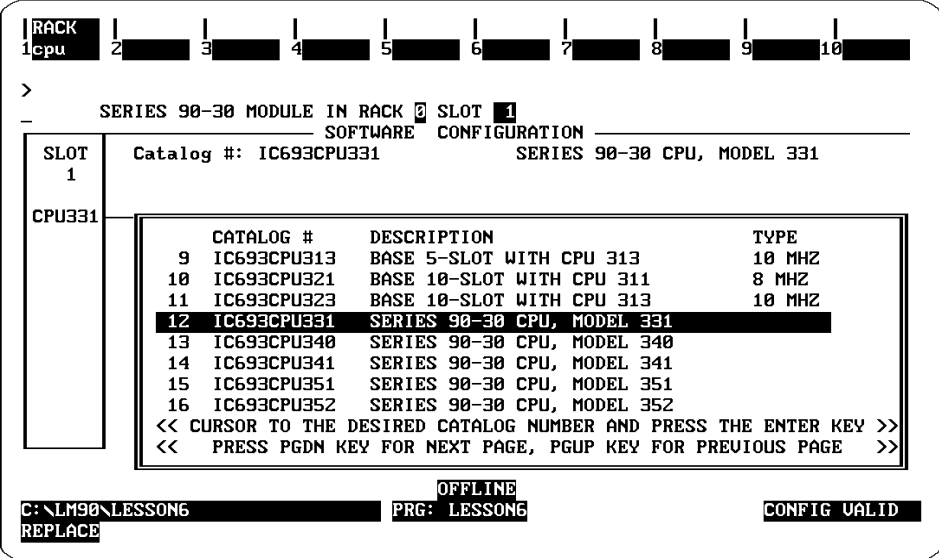 RACK
1cpu 2 3 4 5 6 7 8 9 10
>
SERIES 90-30 MODULE IN RACK 0 SLOT 1
SOFTWARE CONFIGURATION
SLOT Catalog #: IC693CPU331 SERIES 90-30 CPU, MODEL 331
1
CPU331
CATALOG # DESCRIPTION TYPE
9 IC693CPU313 BASE 5-SLOT WITH CPU 313 10 MHZ
10 IC693CPU321 BASE 10-SLOT WITH CPU 311 8 MHZ
11 IC693CPU323 BASE 10-SLOT WITH CPU 313 10 MHZ
12 IC693CPU331 SERIES 90-30 CPU, MODEL 331
13 IC693CPU340 SERIES 90-30 CPU, MODEL 340
14 IC693CPU341 SERIES 90-30 CPU, MODEL 341
15 IC693CPU351 SERIES 90-30 CPU, MODEL 351
16 IC693CPU352 SERIES 90-30 CPU, MODEL 352
<< CURSOR TO THE DESIRED CATALOG NUMBER AND PRESS THE ENTER KEY >>
<< PRESS PGDN KEY FOR NEXT PAGE, PGUP KEY FOR PREVIOUS PAGE >>
OFFLINE
C:\LM90\LESSON6 PRG: LESSON6 CONFIG VALID
REPLACE